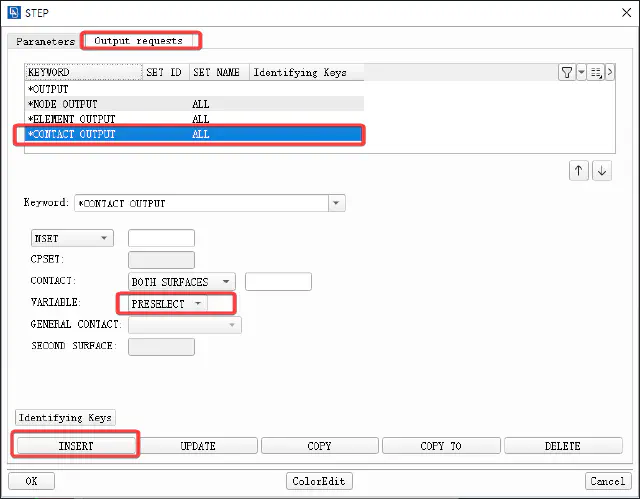 STEP
Parameters Output requests
KEYWORD SET ID SET NAME Identifying Keys
*OUTPUT
*NODE OUTPUT ALL
*ELEMENT OUTPUT ALL
*CONTACT OUTPUT ALL
Keyword: *CONTACT OUTPUT
NSET
CPSET:
CONTACT: BOTH SURFACES
VARIABLE: PRESELECT
GENERAL CONTACT:
SECOND SURFACE:
Identifying Keys
INSERT UPDATE COPY COPY TO DELETE
OK ColorEdit Cancel